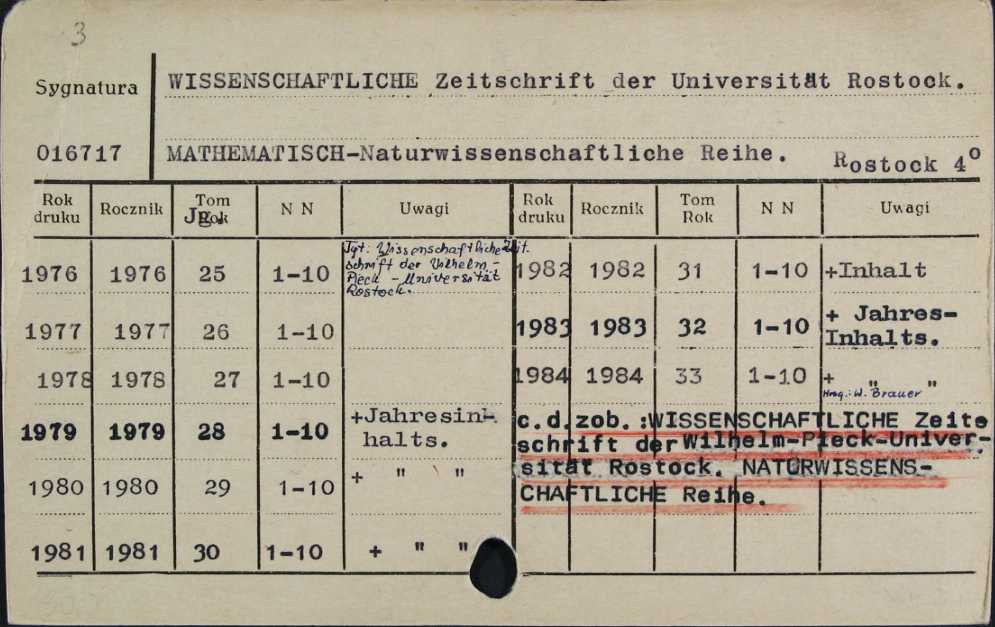 3
Sygnatura WISSENSCHAFTLICHE Zeitschrift der Universität Rostock.
016717 MATHEMATISCH-Naturwissenschaftliche Reihe. Rostock 4°
Rok druku Rocznik Tom Rok Jg. N N Uwagi Rok druku Rocznik Tom Rok N N Uwagi
1976 1976 25 1-10 Tyt: Wissenschaftliche Zeit.
schrift der Wilhelm-
Pieck - Universität
Rostock.
1982 1982 31 1-10 +Inhalt
1977 1977 26 1-10
1983 1983 32 1-10 + Jahres-
Inhalts.
1978 1978 27 1-10
1984 1984 33 1-10 + " "
Hrsg.: W. Brauer
1979 1979 28 1-10 +Jahresinh-
halts.
c.d.zob.:WISSENSCHAFTLICHE Zeits
schrift der Wilhelm-Pieck-Univer-
sität Rostock. NATURWISSENS-
CHAFTLICHE Reihe.
1980 1980 29 1-10 + " "
1981 1981 30 1-10 + " "